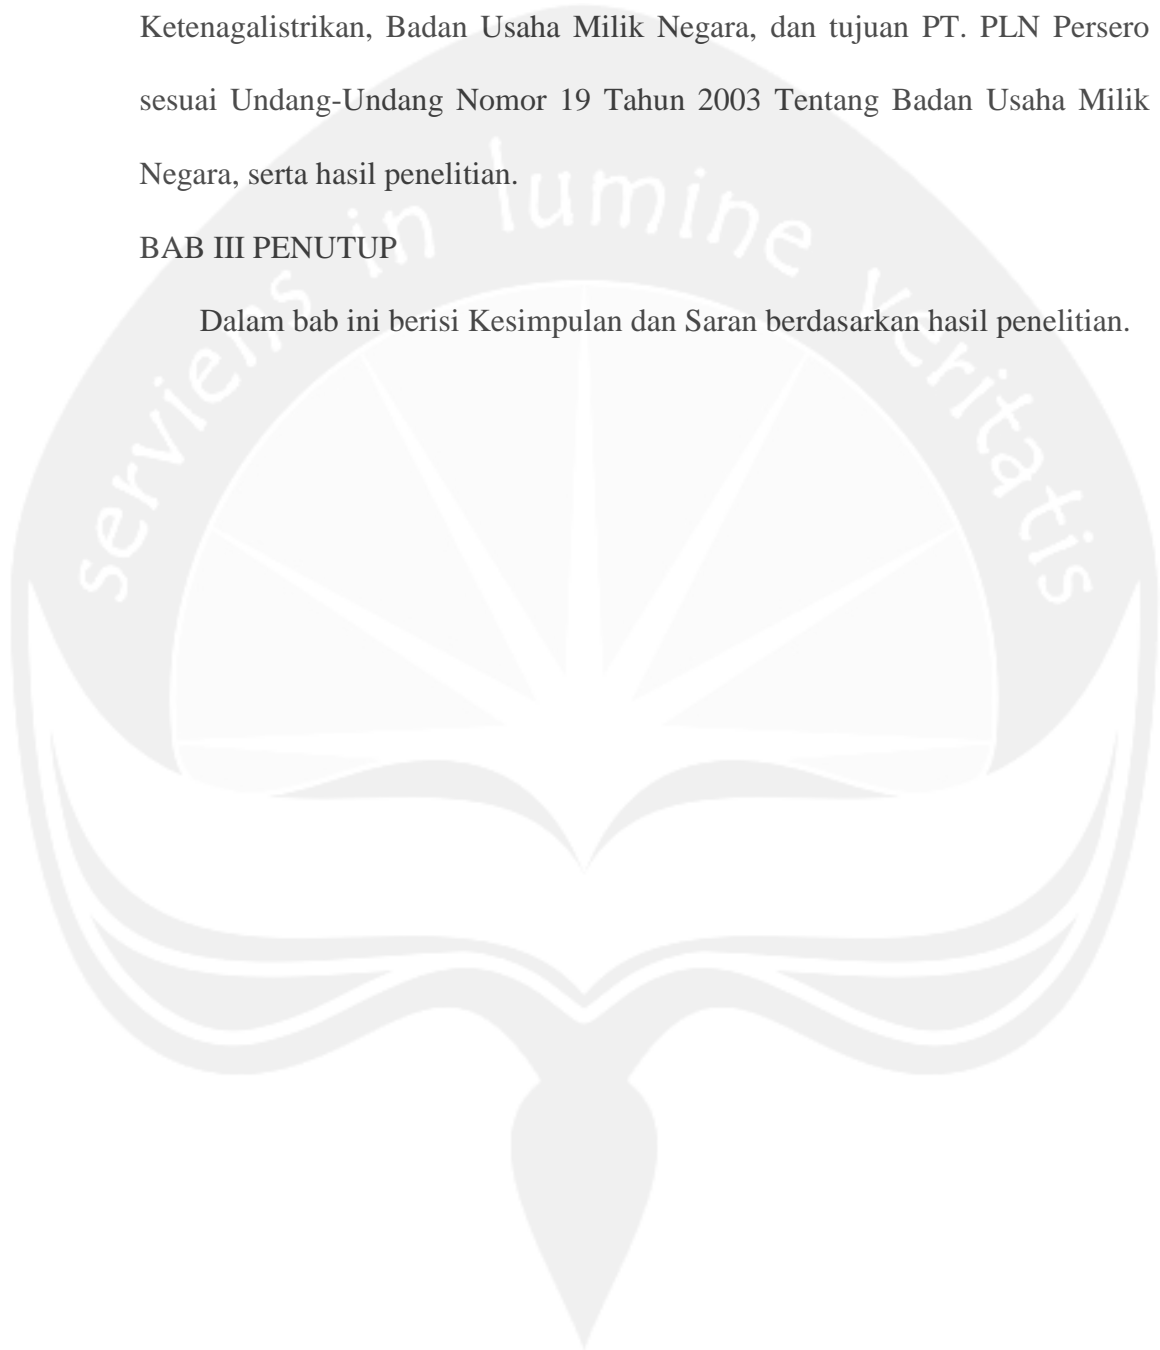 Ketenagalistrikan, Badan Usaha Milik Negara, dan tujuan PT. PLN Persero
sesuai Undang-Undang Nomor 19 Tahun 2003 Tentang Badan Usaha Milik
Negara, serta hasil penelitian.
BAB III PENUTUP
Dalam bab ini berisi Kesimpulan dan Saran berdasarkan hasil penelitian.
serviens in lumine veritatis